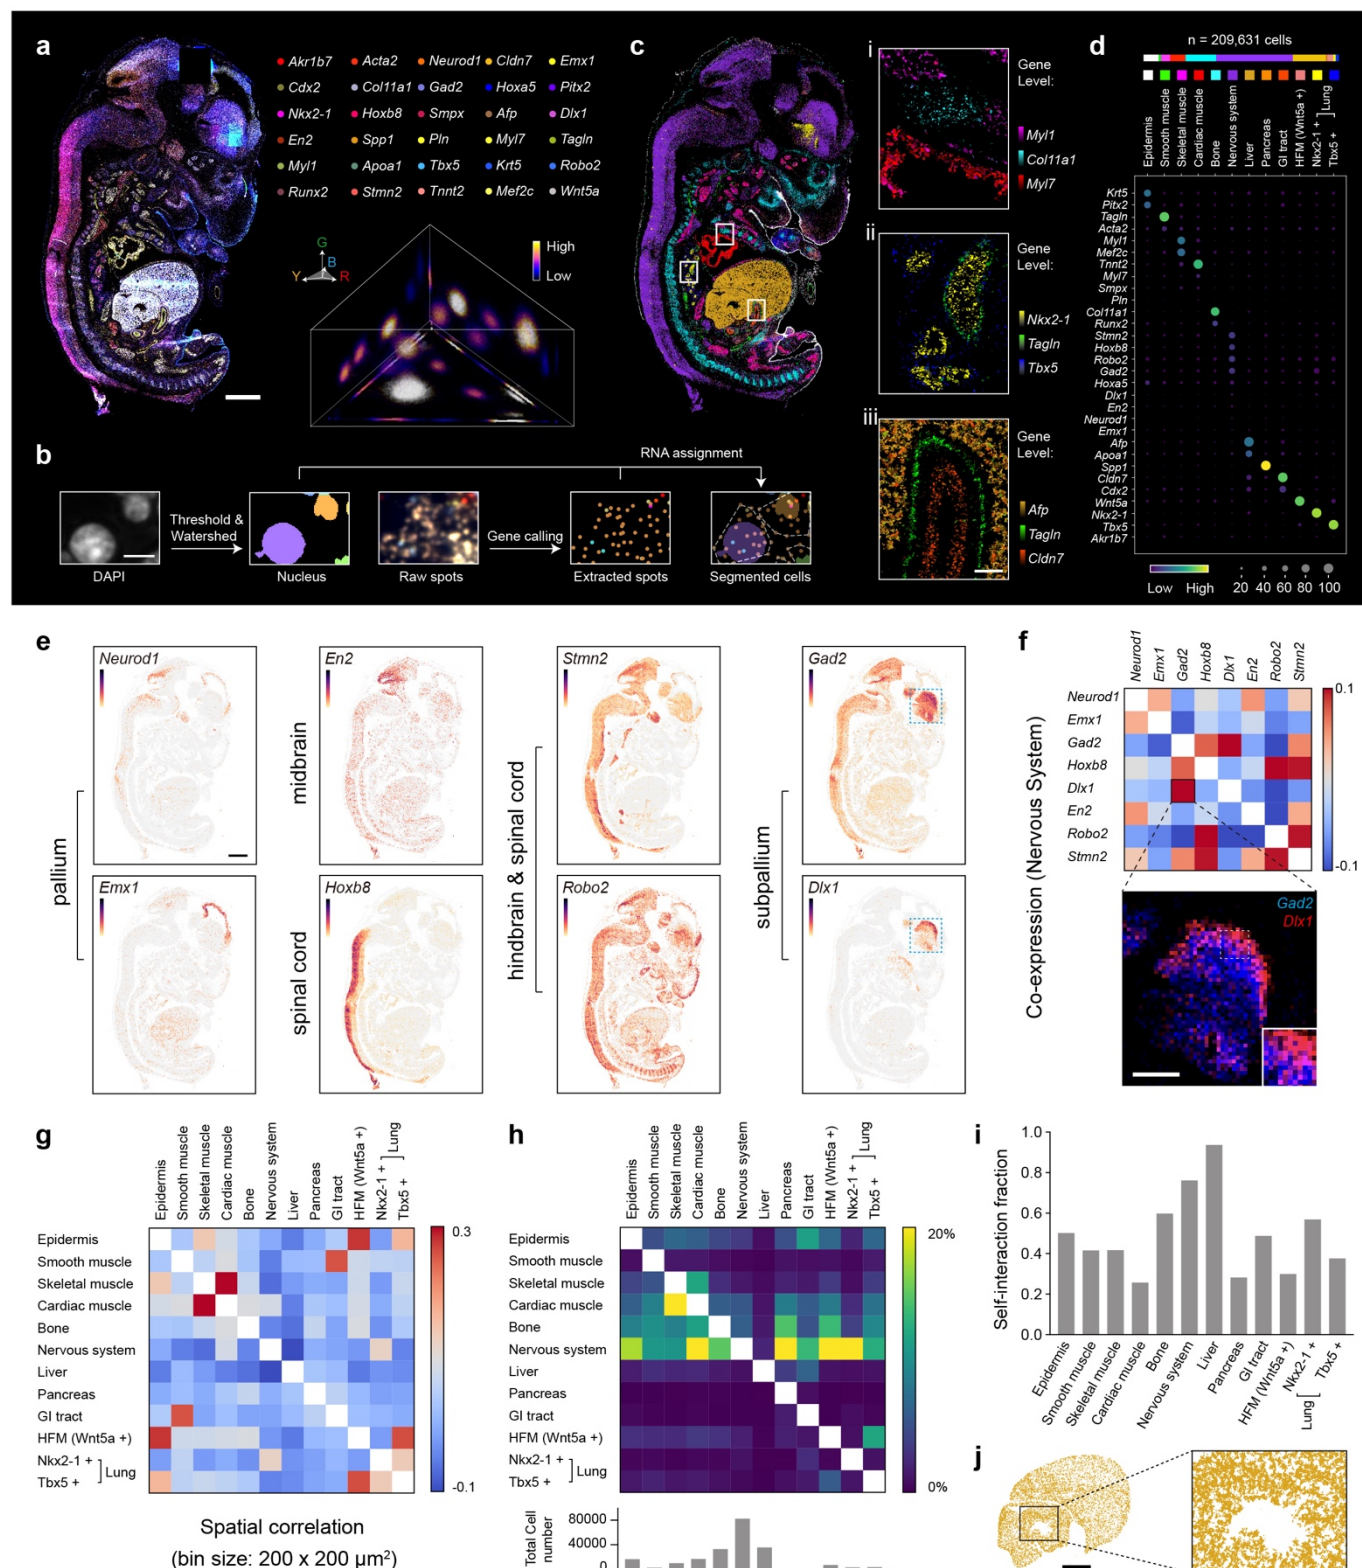 a
Akr1b7 Acta2 Neurod1 Cldn7 Emx1
Cdx2 Col11a1 Gad2 Hoxa5 Pitx2
Nkx2-1 Hoxb8 Smpx Afp Dlx1
En2 Spp1 Pln Myl7 Tagln
Myl1 Apoa1 Tbx5 Krt5 Robo2
Runx2 Stmn2 Tnnt2 Mef2c Wnt5a
G
B
Y
R
High
Low
b
RNA assignment
Threshold &
Watershed
Gene calling
DAPI
Nucleus
Raw spots
Extracted spots
Segmented cells
c
i
Gene
Level:
Myl1
Col11a1
Myl7
ii
Gene
Level:
Nkx2-1
Tagln
Tbx5
iii
Gene
Level:
Afp
Tagln
Cldn7
d
n = 209,631 cells
Epidermis
Smooth muscle
Skeletal muscle
Cardiac muscle
Bone
Nervous system
Liver
Pancreas
GI tract
HFM (Wnt5a +)
Nkx2-1 +
Tbx5 +
Lung
Krt5
Pitx2
Tagln
Acta2
Myl1
Mef2c
Tnnt2
Myl7
Smpx
Pln
Col11a1
Runx2
Stmn2
Hoxb8
Robo2
Gad2
Hoxa5
Dlx1
En2
Neurod1
Emx1
Afp
Apoa1
Spp1
Cldn7
Cdx2
Wnt5a
Nkx2-1
Tbx5
Akr1b7
Low High
20 40 60 80 100
e
pallium
Neurod1
Emx1
midbrain
En2
spinal cord
Hoxb8
hindbrain & spinal cord
Stmn2
Robo2
subpallium
Gad2
Dlx1
f
Co-expression (Nervous System)
Neurod1
Emx1
Gad2
Hoxb8
Dlx1
En2
Robo2
Stmn2
Neurod1
Emx1
Gad2
Hoxb8
Dlx1
En2
Robo2
Stmn2
0.1
-0.1
Gad2
Dlx1
g
Epidermis
Smooth muscle
Skeletal muscle
Cardiac muscle
Bone
Nervous system
Liver
Pancreas
GI tract
HFM (Wnt5a +)
Nkx2-1 +
Tbx5 +
Lung
Epidermis
Smooth muscle
Skeletal muscle
Cardiac muscle
Bone
Nervous system
Liver
Pancreas
GI tract
HFM (Wnt5a +)
Nkx2-1 +
Tbx5 +
Lung
0.3
-0.1
Spatial correlation
(bin size: 200 x 200 µm²)
h
Epidermis
Smooth muscle
Skeletal muscle
Cardiac muscle
Bone
Nervous system
Liver
Pancreas
GI tract
HFM (Wnt5a +)
Nkx2-1 +
Tbx5 +
Lung
Epidermis
Smooth muscle
Skeletal muscle
Cardiac muscle
Bone
Nervous system
Liver
Pancreas
GI tract
HFM (Wnt5a +)
Nkx2-1 +
Tbx5 +
Lung
20%
0%
Total Cell
number
80000
40000
0
i
Self-interaction fraction
1.0
0.8
0.6
0.4
0.2
0.0
Epidermis
Smooth muscle
Skeletal muscle
Cardiac muscle
Bone
Nervous system
Liver
Pancreas
GI tract
HFM (Wnt5a +)
Nkx2-1 +
Tbx5 +
Lung
j